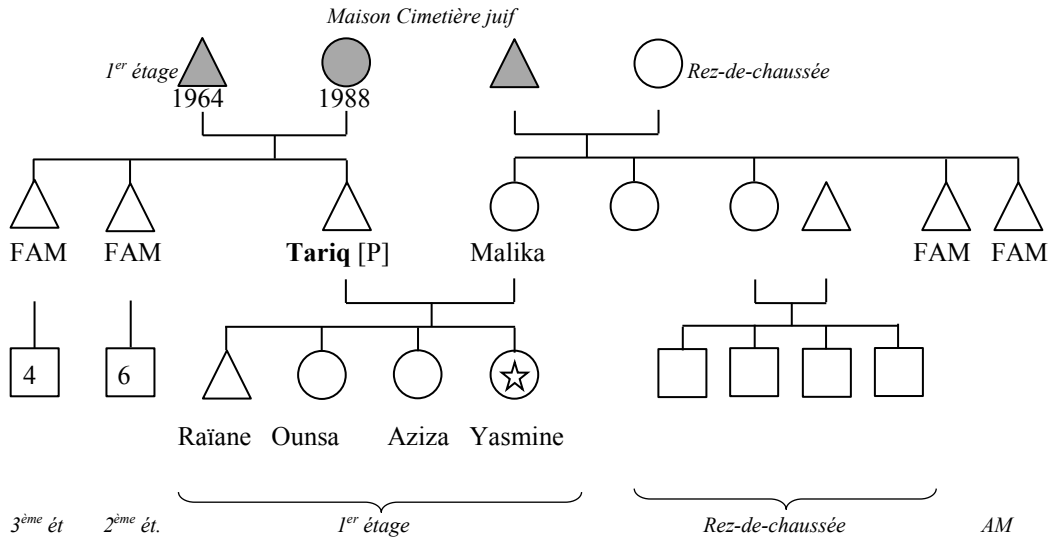 Maison Cimetière juif
1er étage
Rez-de-chaussée
1964 1988
FAM FAM Tariq [P] Malika FAM FAM
4 6
Raïane Ounsa Aziza Yasmine
3ème ét 2ème ét. 1er étage Rez-de-chaussée AM